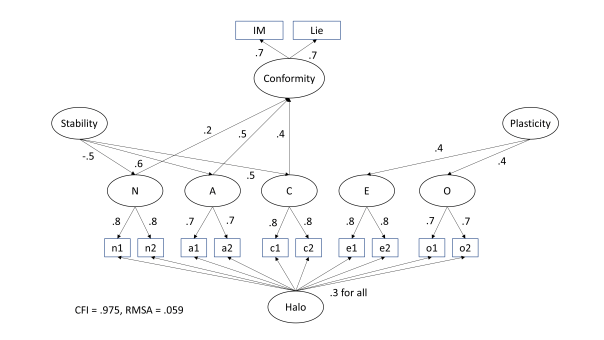 IM Lie
.7 .7
Conformity
Stability Plasticity
.2 .5 .4
-.5 .6 .5 .4 .4
N A C E O
.8 .8 .7 .7 .8 .8 .8 .8 .7 .7
n1 n2 a1 a2 c1 c2 e1 e2 o1 o2
.3 for all
Halo
CFI = .975, RMSA = .059